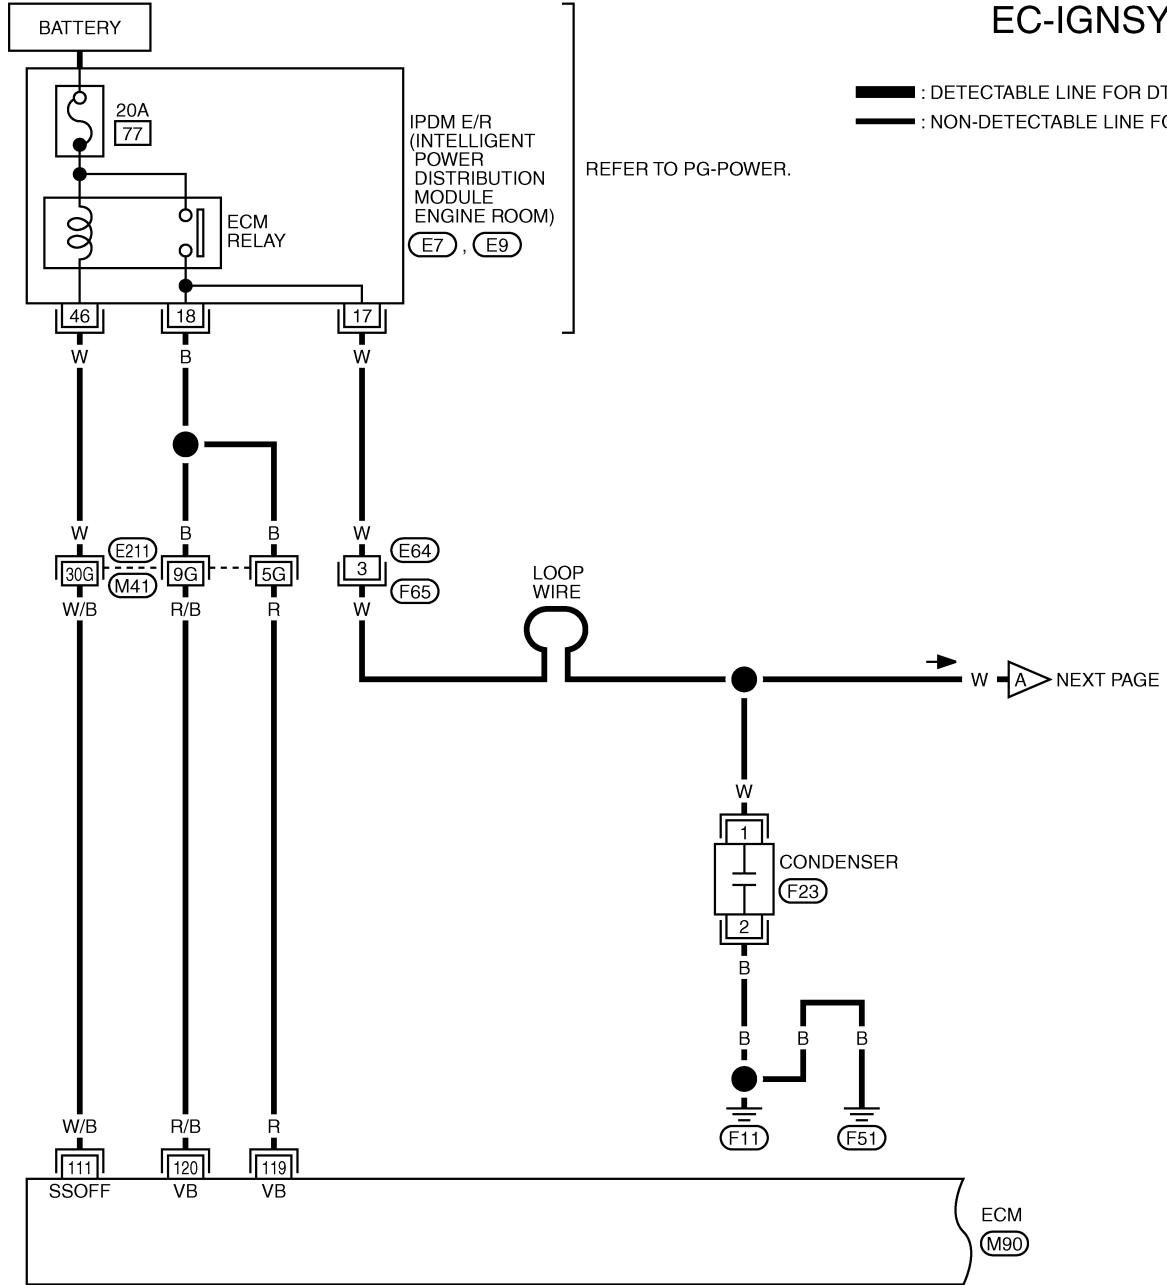 BATTERY
EC-IGNSY
: DETECTABLE LINE FOR DT
: NON-DETECTABLE LINE FO
20A
77
IPDM E/R
(INTELLIGENT
POWER
DISTRIBUTION
MODULE
ENGINE ROOM)
E7 , E9
REFER TO PG-POWER.
ECM
RELAY
46 18 17
W B W
W B B W
E211
M41
30G 9G 5G 3
E64
F65
W/B R/B R W
LOOP
WIRE
W A NEXT PAGE
W
1
CONDENSER
F23
2
B
B B B
F11 F51
W/B R/B R
111 120 119
SSOFF VB VB
ECM
M90